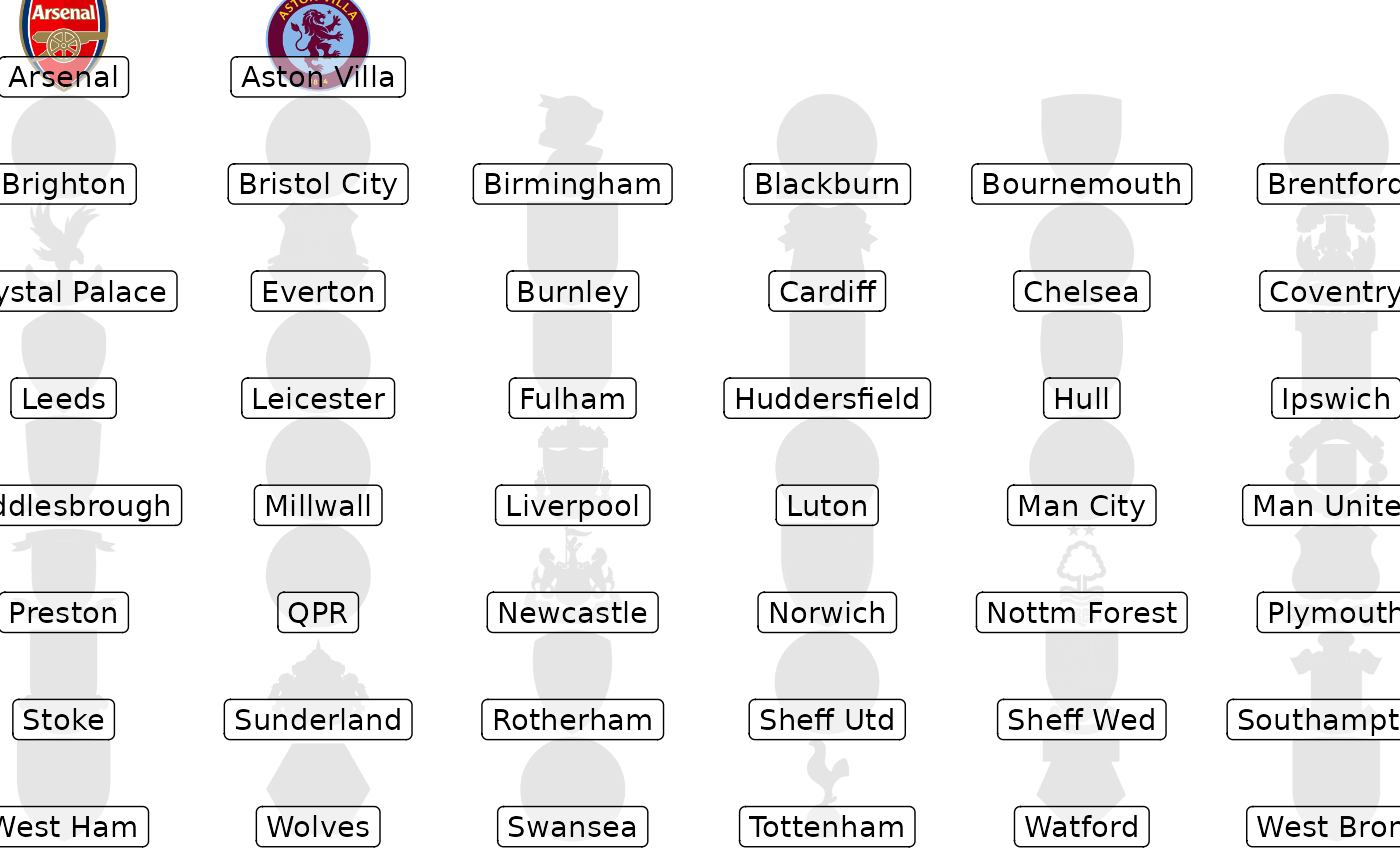 Arsenal
ASTON VILLA
Arsenal Aston Villa
Brighton Bristol City Birmingham Blackburn Bournemouth Brentford
ystal Palace Everton Burnley Cardiff Chelsea Coventry
Leeds Leicester Fulham Huddersfield Hull Ipswich
ddlesbrough Millwall Liverpool Luton Man City Man Unite
Preston QPR Newcastle Norwich Nottm Forest Plymouth
Stoke Sunderland Rotherham Sheff Utd Sheff Wed Southampt
West Ham Wolves Swansea Tottenham Watford West Bron